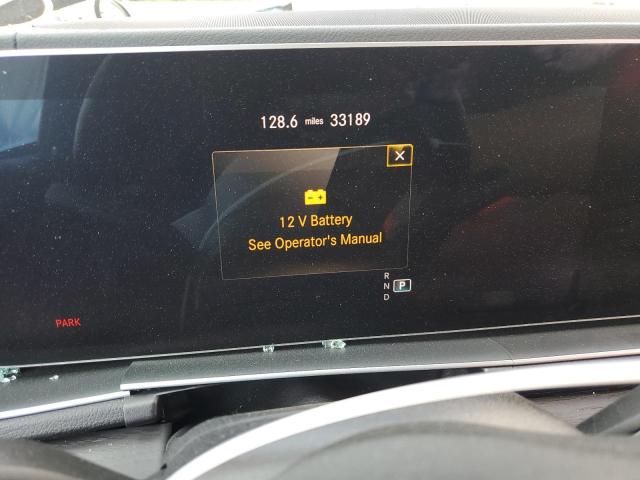 128.6 miles 33189
X
- +
12 V Battery
See Operator's Manual
R
N P
D
PARK